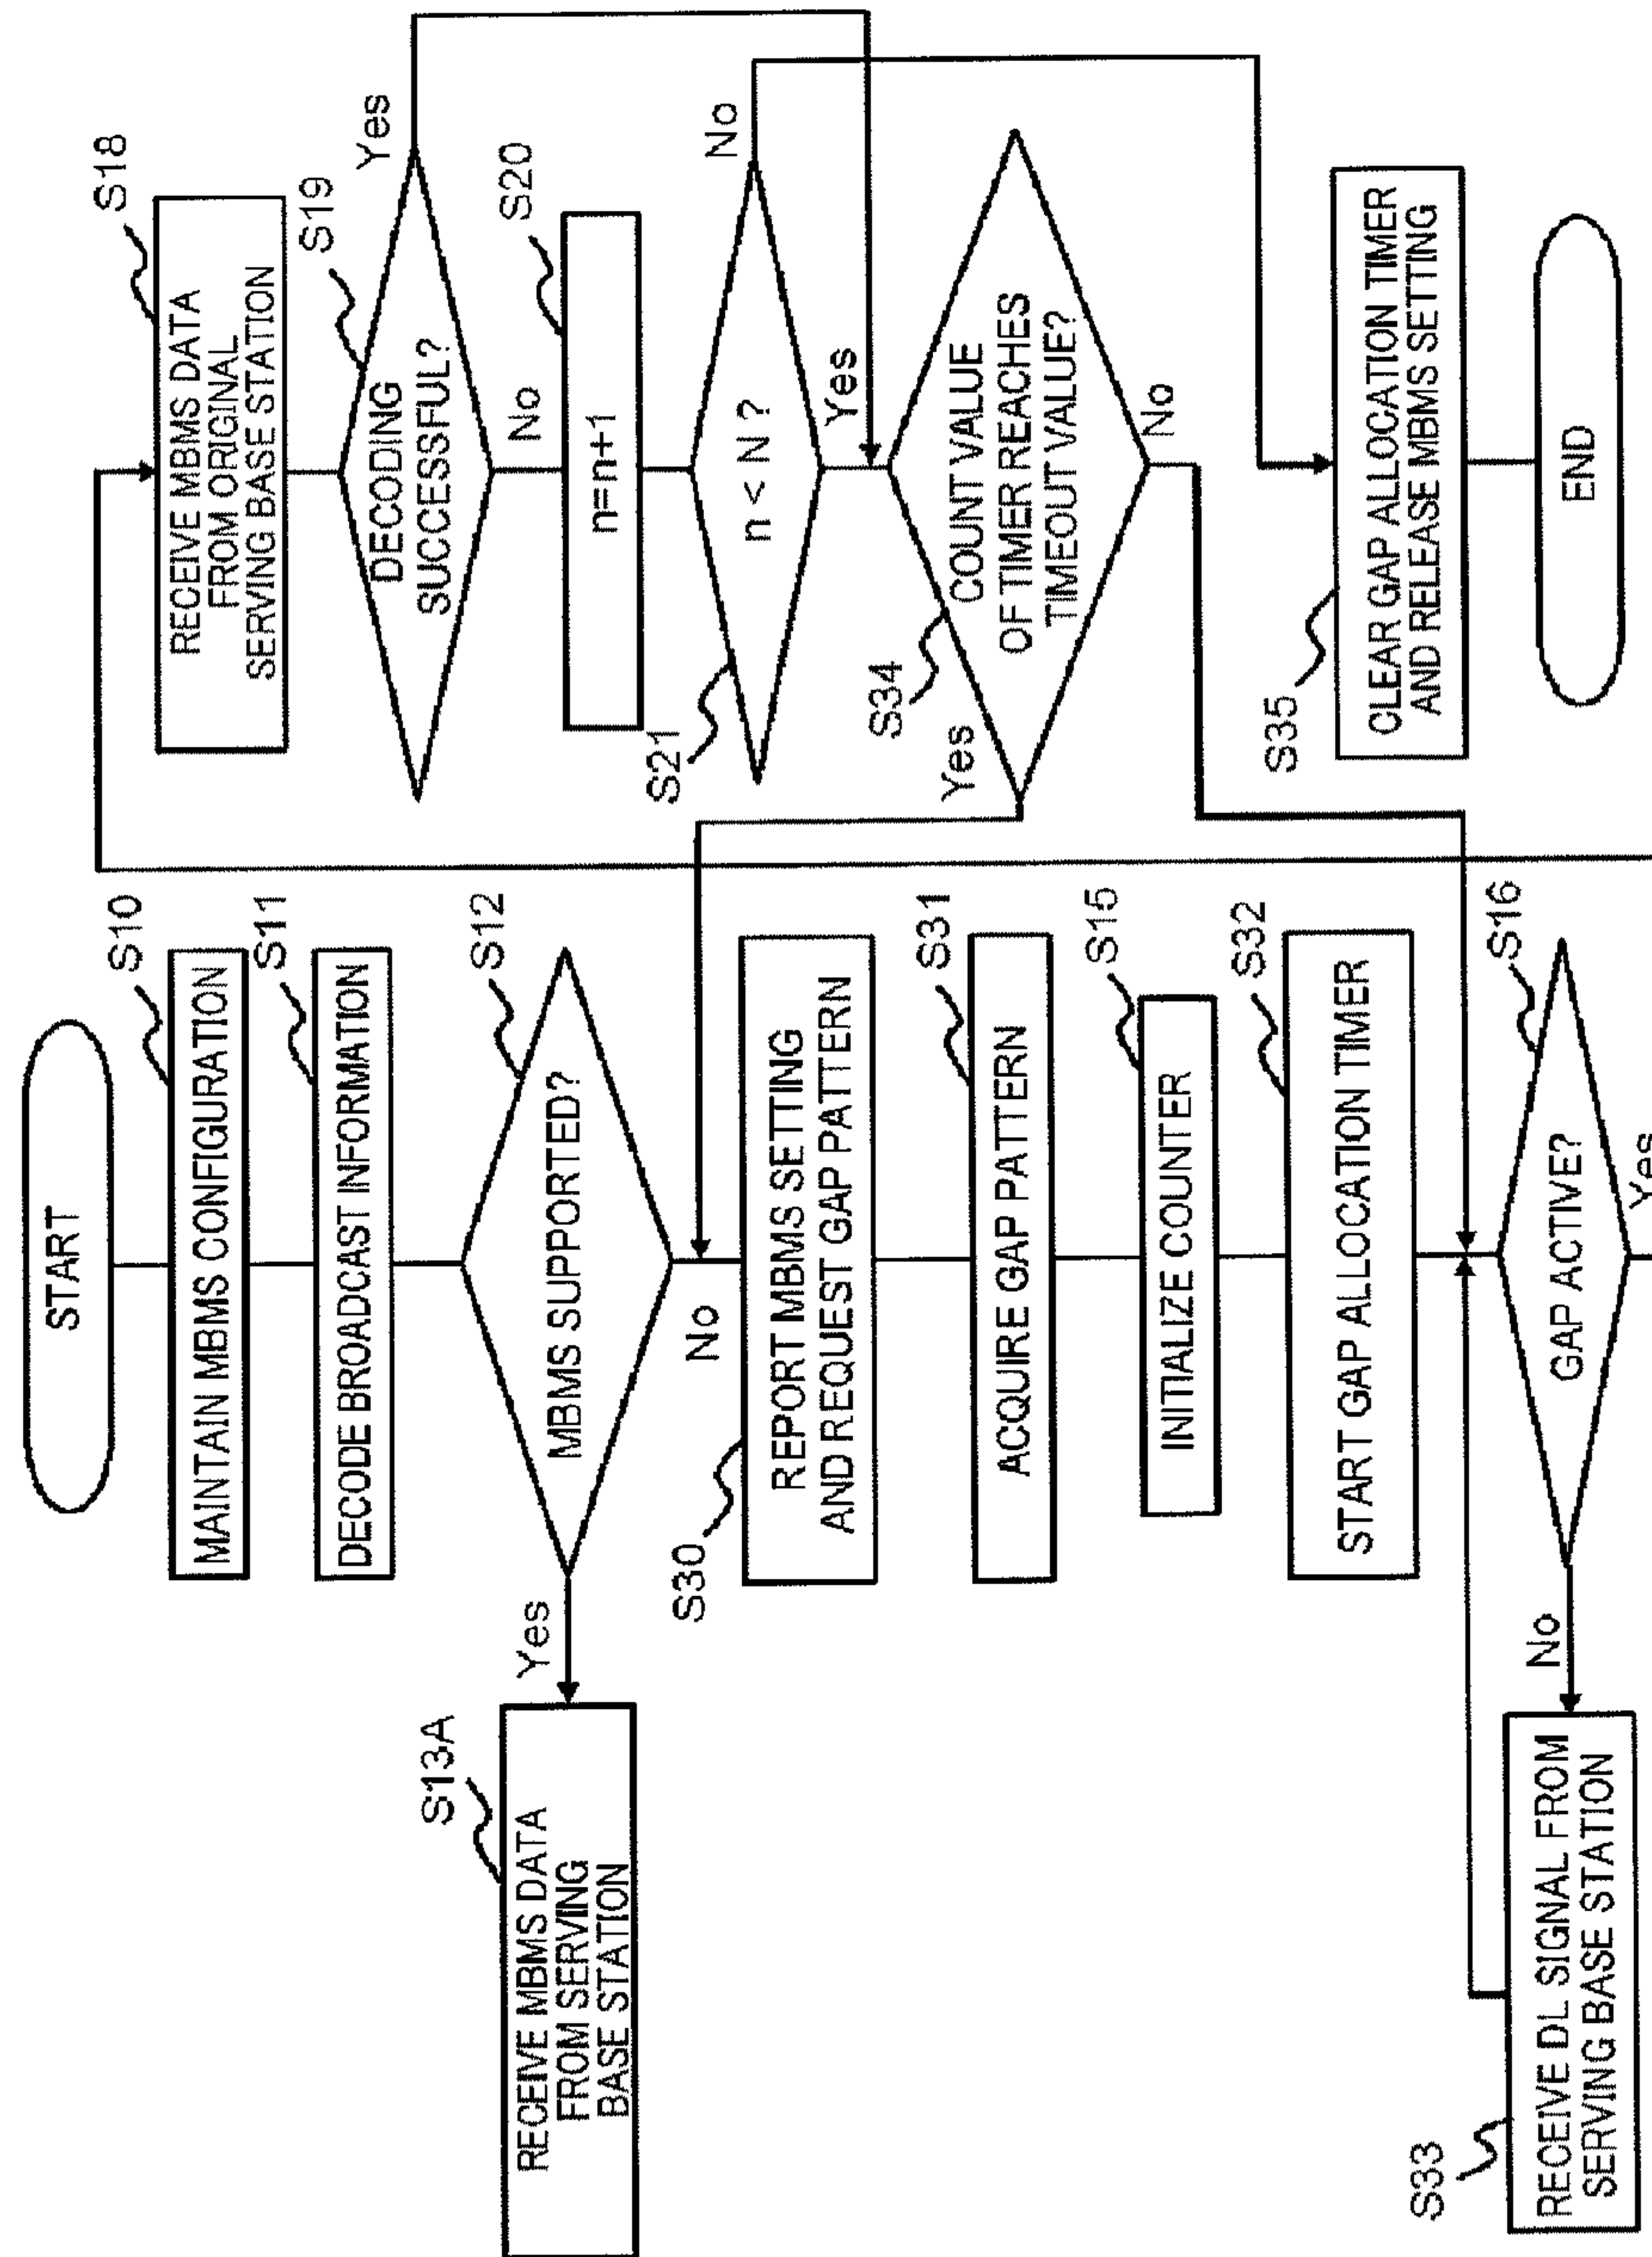 START
S10
MAINTAIN MBMS CONFIGURATION
S11
DECODE BROADCAST INFORMATION
S12
MBMS SUPPORTED?
Yes
No
S13A
RECEIVE MBMS DATA
FROM SERVING
BASE STATION
S30
REPORT MBMS SETTING
AND REQUEST GAP PATTERN
S31
ACQUIRE GAP PATTERN
S15
INITIALIZE COUNTER
S32
START GAP ALLOCATION TIMER
S16
GAP ACTIVE?
No
Yes
S33
RECEIVE DL SIGNAL FROM
SERVING BASE STATION
S18
RECEIVE MBMS DATA
FROM ORIGINAL
SERVING BASE STATION
S19
DECODING
SUCCESSFUL?
Yes
No
S20
n=n+1
S21
n < N ?
No
Yes
S34
COUNT VALUE
OF TIMER REACHES
TIMEOUT VALUE?
Yes
No
S35
CLEAR GAP ALLOCATION TIMER
AND RELEASE MBMS SETTING
END